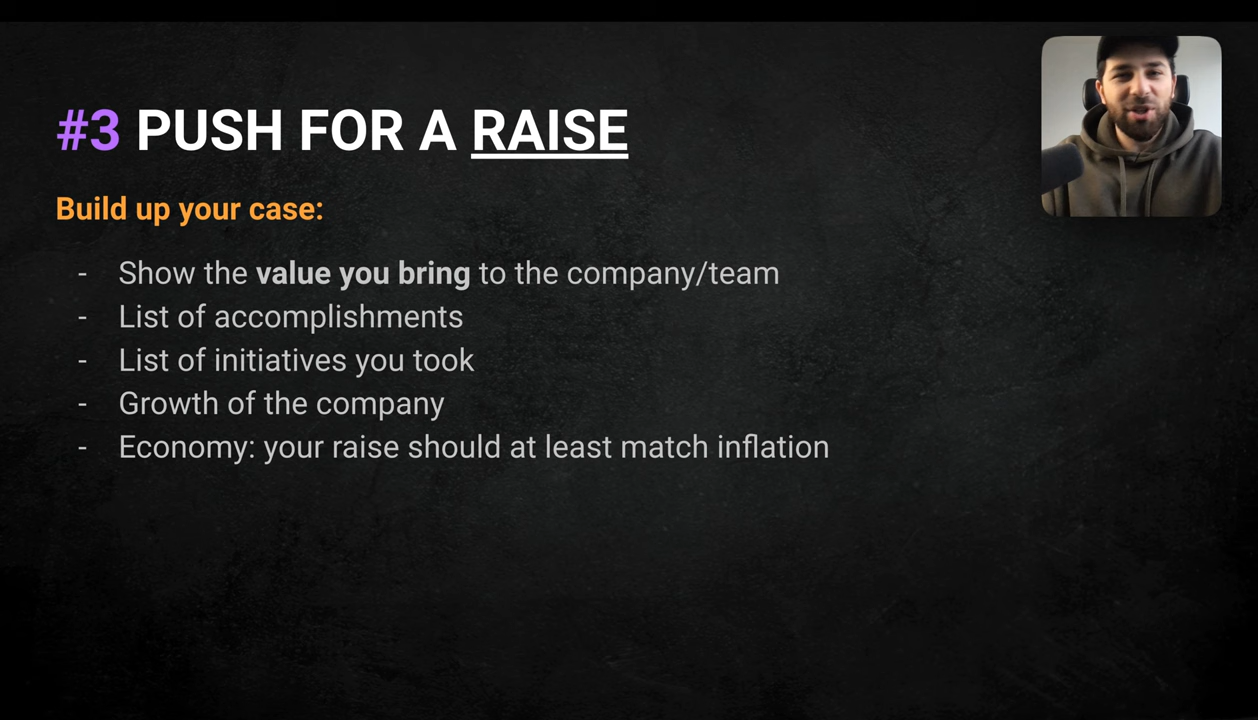 #3 PUSH FOR A RAISE
Build up your case:
- Show the value you bring to the company/team
- List of accomplishments
- List of initiatives you took
- Growth of the company
- Economy: your raise should at least match inflation